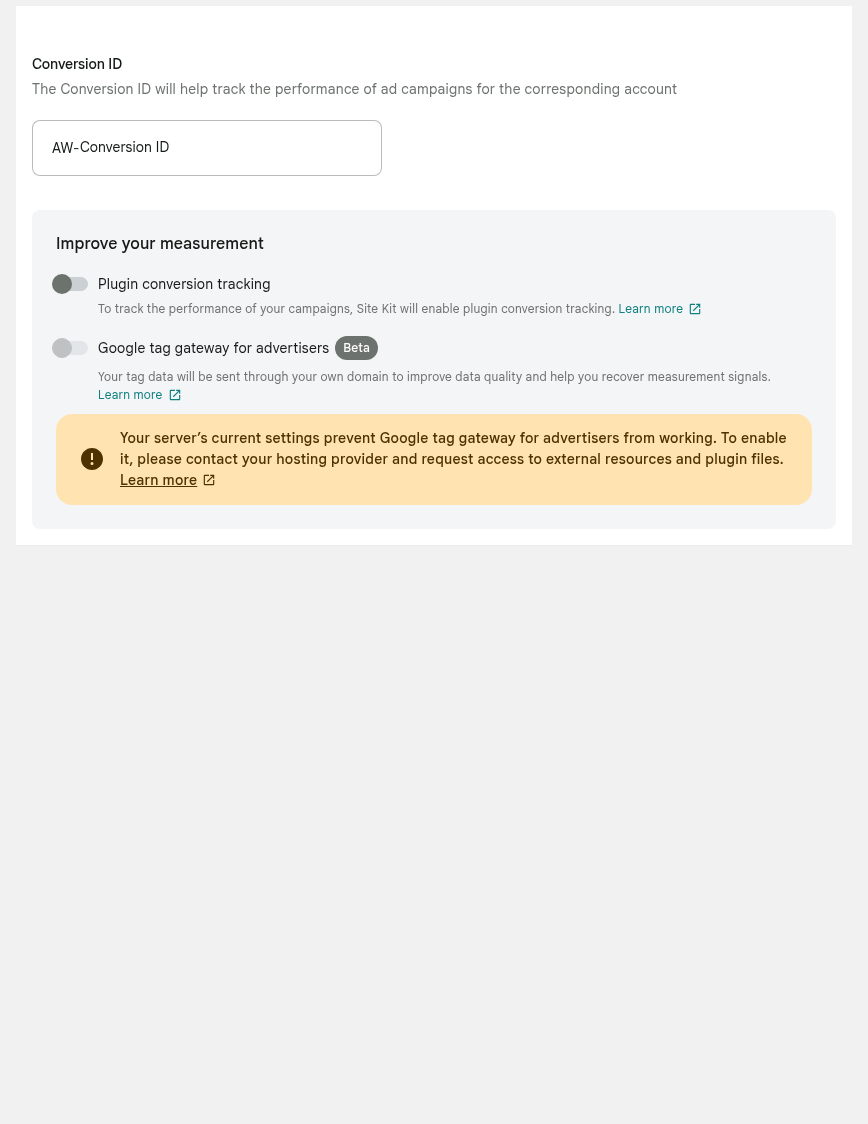 Conversion ID
The Conversion ID will help track the performance of ad campaigns for the corresponding account
AW-Conversion ID
Improve your measurement
Plugin conversion tracking
To track the performance of your campaigns, Site Kit will enable plugin conversion tracking. Learn more
Google tag gateway for advertisers Beta
Your tag data will be sent through your own domain to improve data quality and help you recover measurement signals.
Learn more
Your server’s current settings prevent Google tag gateway for advertisers from working. To enable
it, please contact your hosting provider and request access to external resources and plugin files.
Learn more